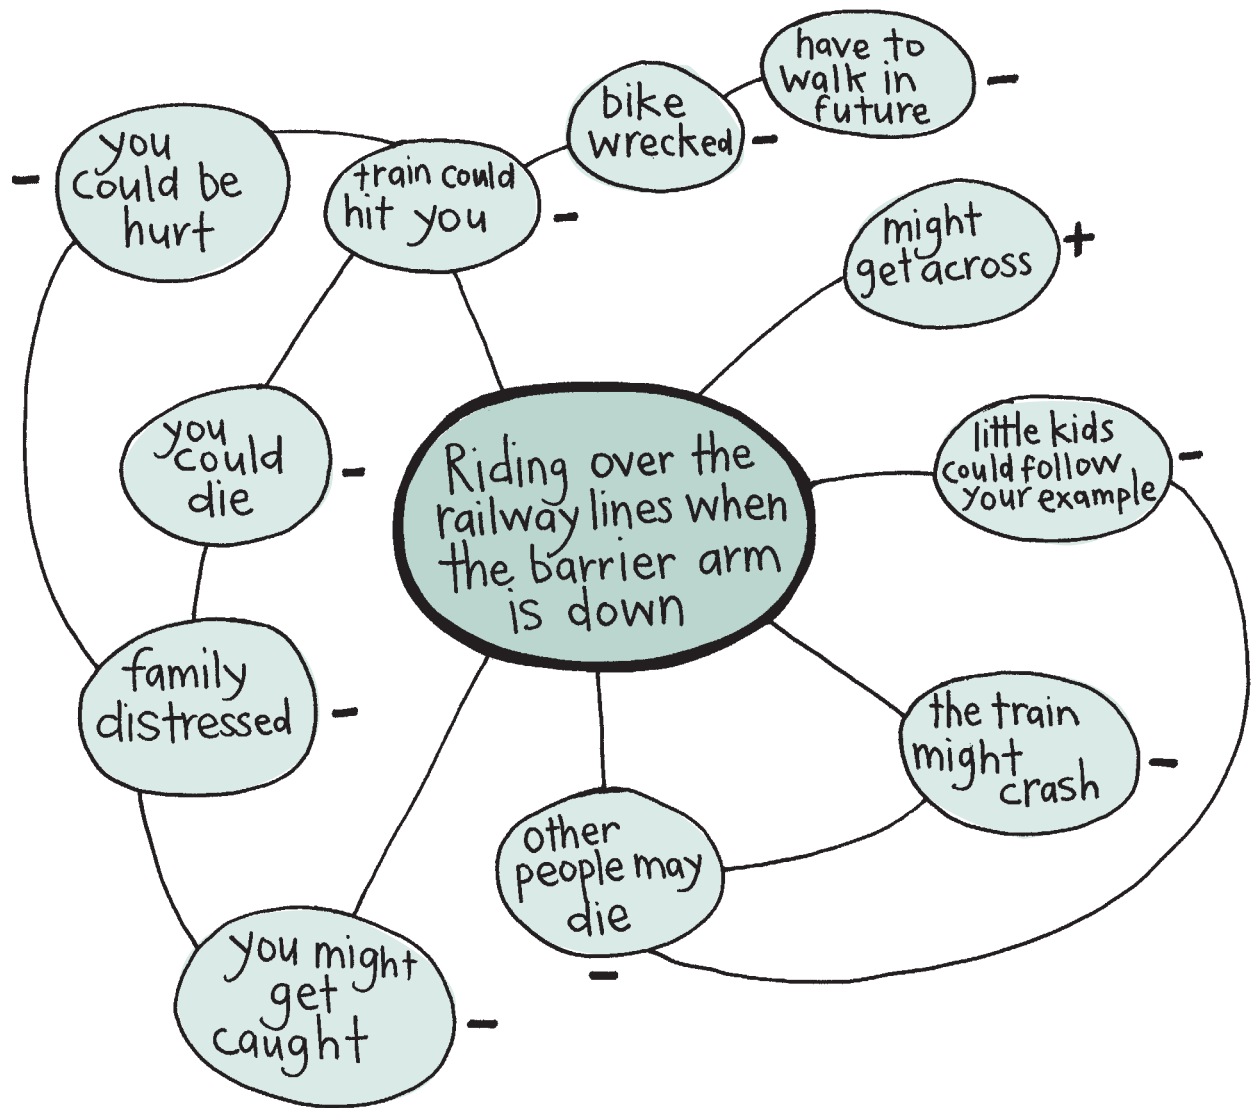 have to
walk in
future
-
bike
wrecked
-
you
could be
hurt
-
train could
hit you
-
might
get across
+
you
could
die
-
Riding over the
railway lines when
the barrier arm
is down
little kids
could follow
your example
-
family
distressed
-
the train
might
crash
-
other
people may
die
-
you might
get
caught
-